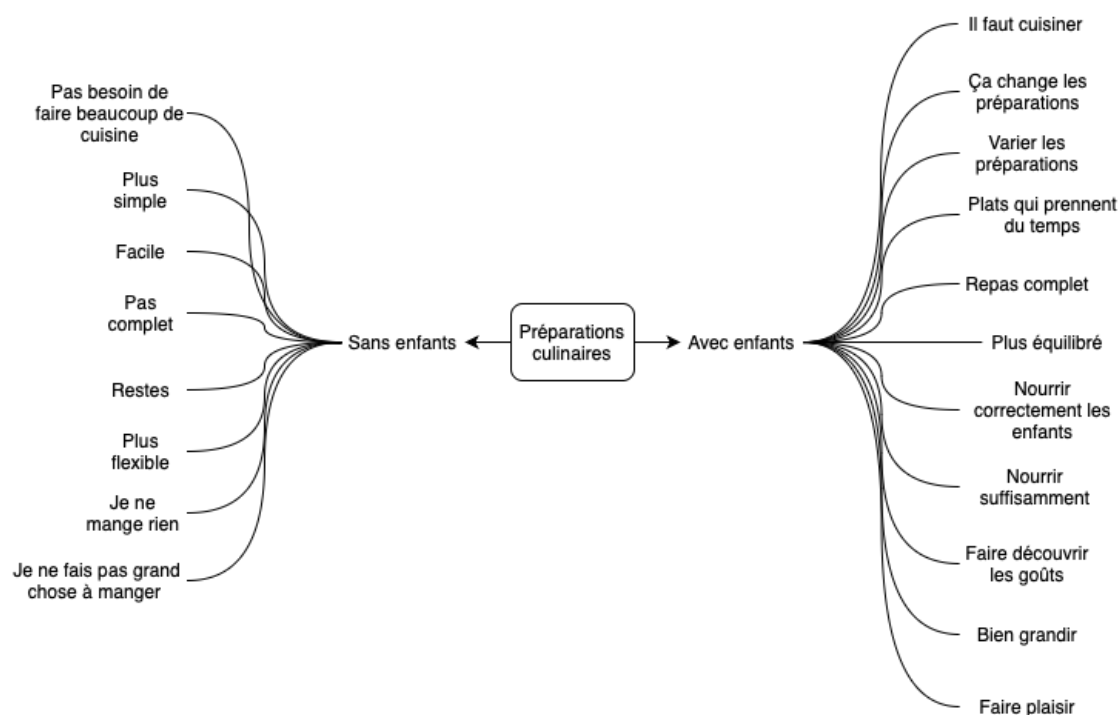 Pas besoin de
faire beaucoup de
cuisine
Plus
simple
Facile
Pas
complet
Restes
Plus
flexible
Je ne
mange rien
Je ne fais pas grand
chose à manger
Sans enfants
Préparations
culinaires
Avec enfants
Il faut cuisiner
Ça change les
préparations
Varier les
préparations
Plats qui prennent
du temps
Repas complet
Plus équilibré
Nourrir
correctement les
enfants
Nourrir
suffisamment
Faire découvrir
les goûts
Bien grandir
Faire plaisir